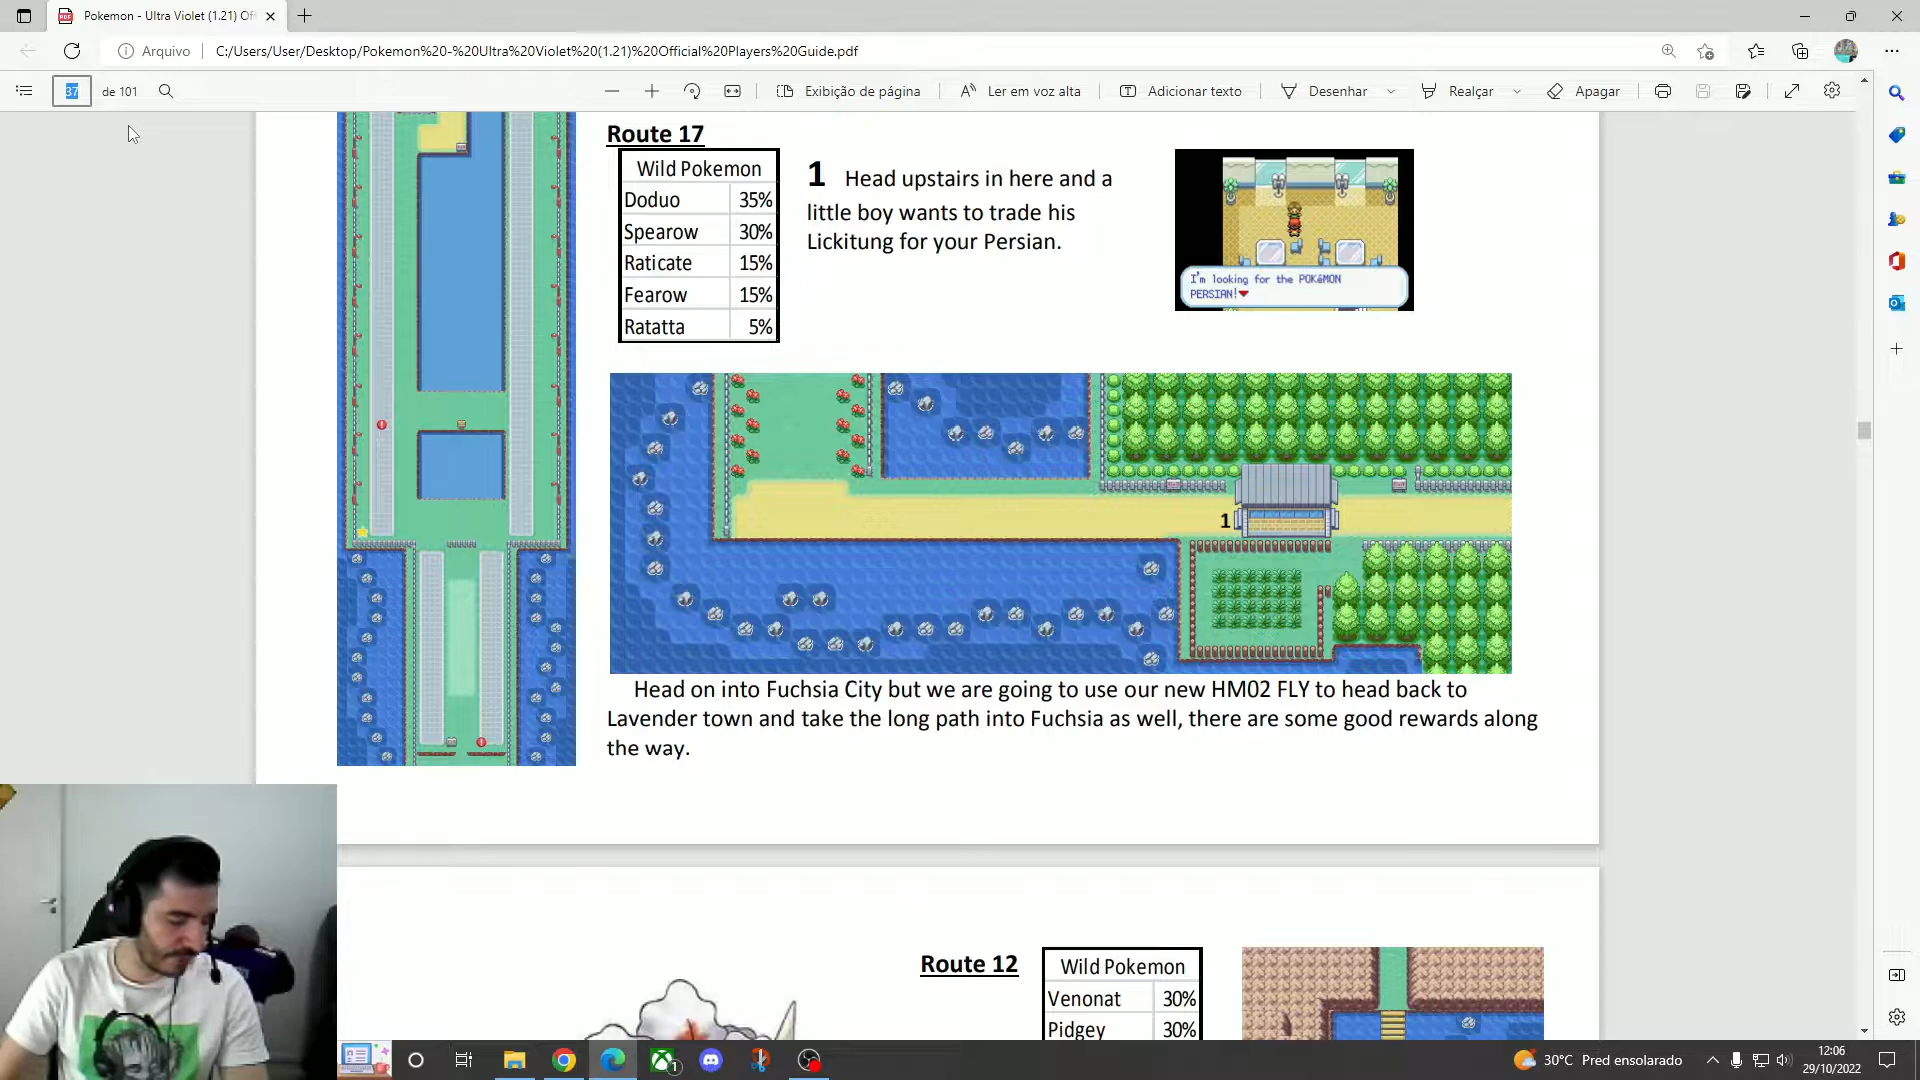 Pokemon - Ultra Violet (1.21) Off
Arquivo
C:/Users/User/Desktop/Pokemon%20-%20Ultra%20Violet%20(1.21)%20Official%20Players%20Guide.pdf
37 de 101
Exibição de página
Ler em voz alta
Adicionar texto
Desenhar
Realçar
Apagar
Route 17
Wild Pokemon
Doduo 35%
Spearow 30%
Raticate 15%
Fearow 15%
Ratatta 5%
1 Head upstairs in here and a
little boy wants to trade his
Lickitung for your Persian.
I'm looking for the POKéMON
PERSIAN!
1
Head on into Fuchsia City but we are going to use our new HM02 FLY to head back to
Lavender town and take the long path into Fuchsia as well, there are some good rewards along
the way.
Route 12
Wild Pokemon
Venonat 30%
Pidgey 30%
1
30°C Pred ensolarado
12:06
29/10/2022